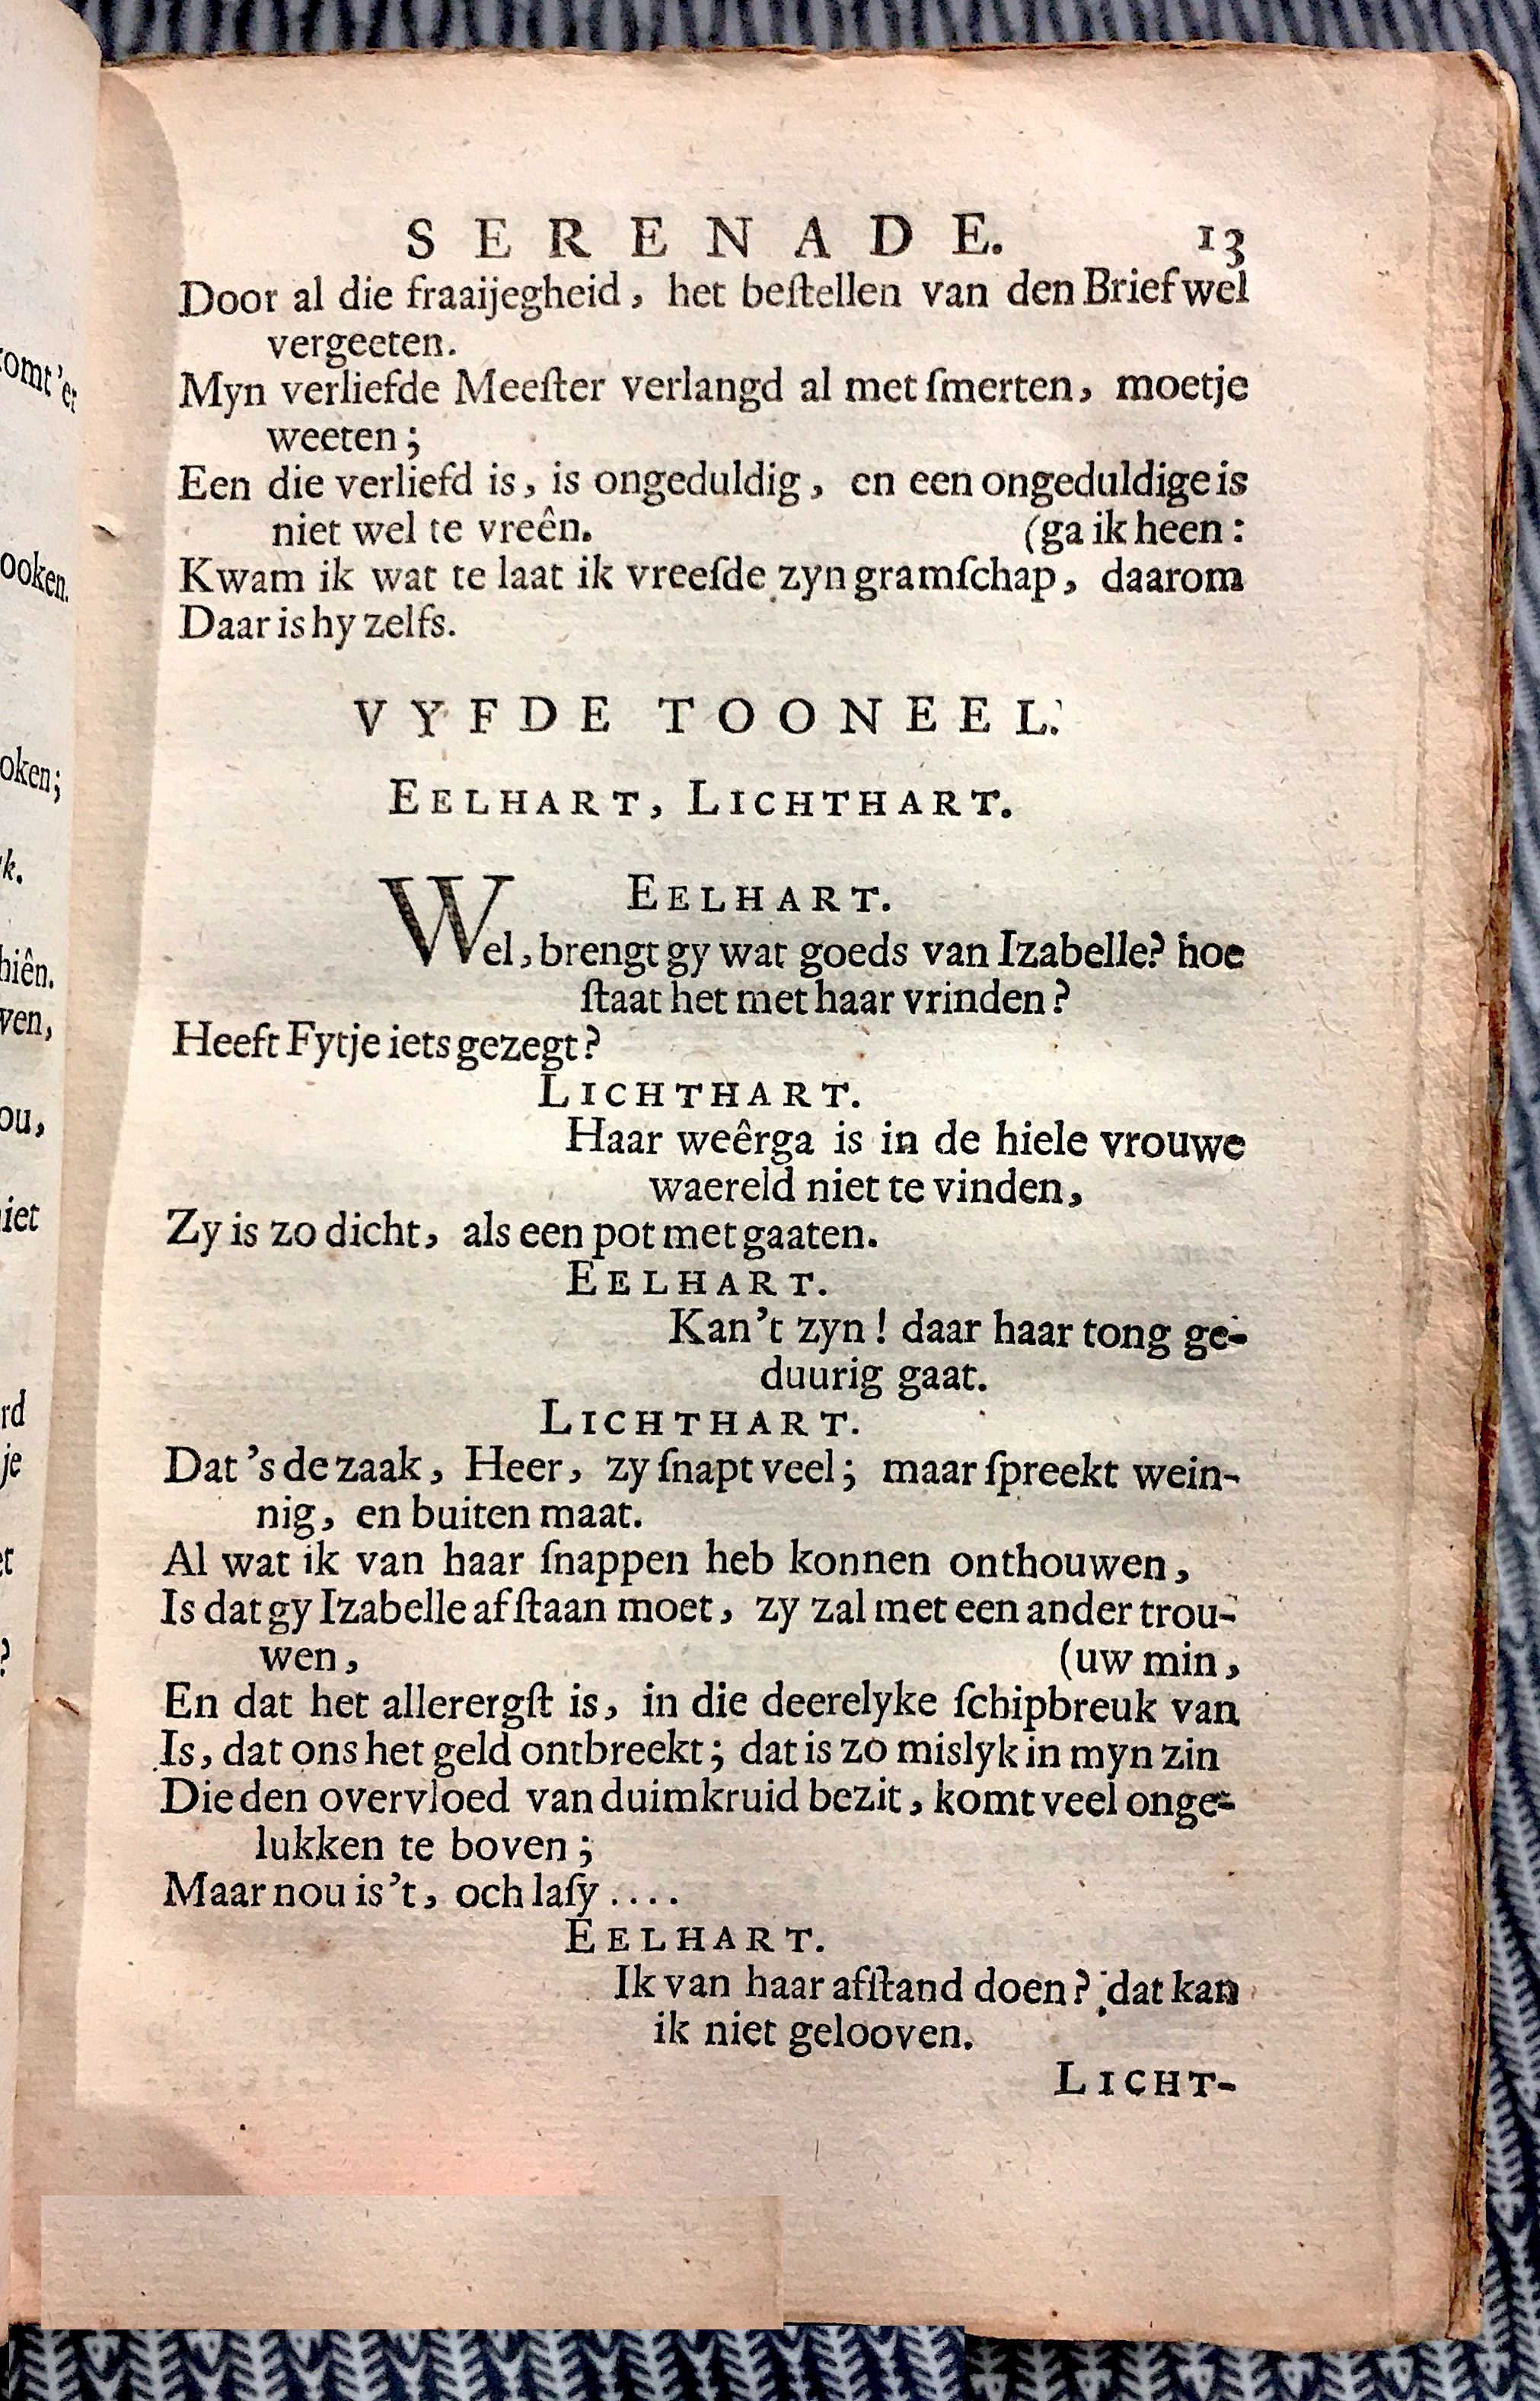 SERENADE. 13
Door al die fraaijegheid, het beſtellen van den Brief wel
vergeeten.
Myn verliefde Meeſter verlangd al met ſmerten, moetje
weeten;
Een die verliefd is, is ongeduldig, en een ongeduldige is
niet wel te vreên. (ga ik heen:
Kwam ik wat te laat ik vreeſde zyn gramſchap, daarom
Daar is hy zelfs.
VYFDE TOONEEL.
EELHART, LICHTHART.
EELHART.
Wel, brengt gy wat goeds van Izabelle? hoe
ſtaat het met haar vrinden?
Heeft Fytje iets gezegt?
LICHTHART.
Haar weêrga is in de hiele vrouwe
waereld niet te vinden,
Zy is zo dicht, als een pot met gaaten.
EELHART.
Kan't zyn! daar haar tong ge-
duurig gaat.
LICHTHART.
Dat 's de zaak, Heer, zy ſnapt veel; maar ſpreekt wein-
nig, en buiten maat.
Al wat ik van haar ſnappen heb konnen onthouwen,
Is dat gy Izabelle afſtaan moet, zy zal met een ander trou-
wen, (uw min,
En dat het allerergſt is, in die deerelyke ſchipbreuk van
Is, dat ons het geld ontbreekt; dat is zo mislyk in myn zin
Die den overvloed van duimkruid bezit, komt veel onge-
lukken te boven;
Maar nou is't, och laſy ....
EELHART.
Ik van haar afſtand doen? dat kan
ik niet gelooven.
LICHT-
omt 'er
ooken.
oken;
k.
hiên.
ven,
ou,
iet
rd
je
?